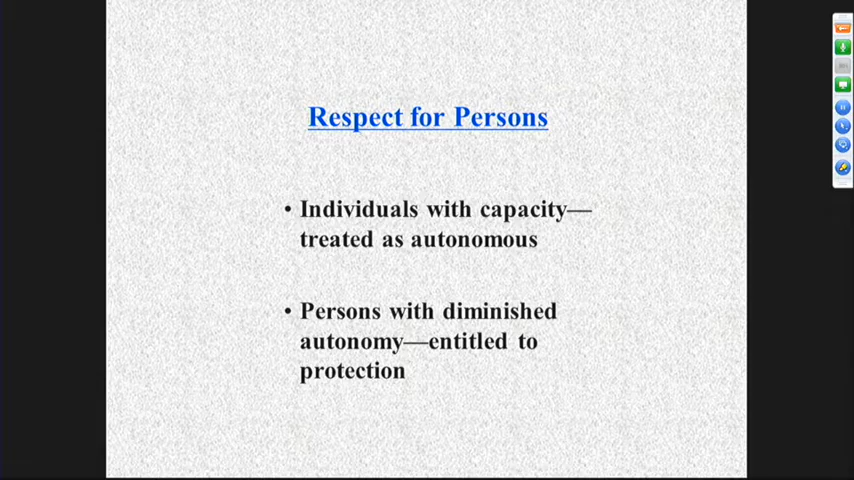 Respect for Persons
• Individuals with capacity—
treated as autonomous
• Persons with diminished
autonomy—entitled to
protection